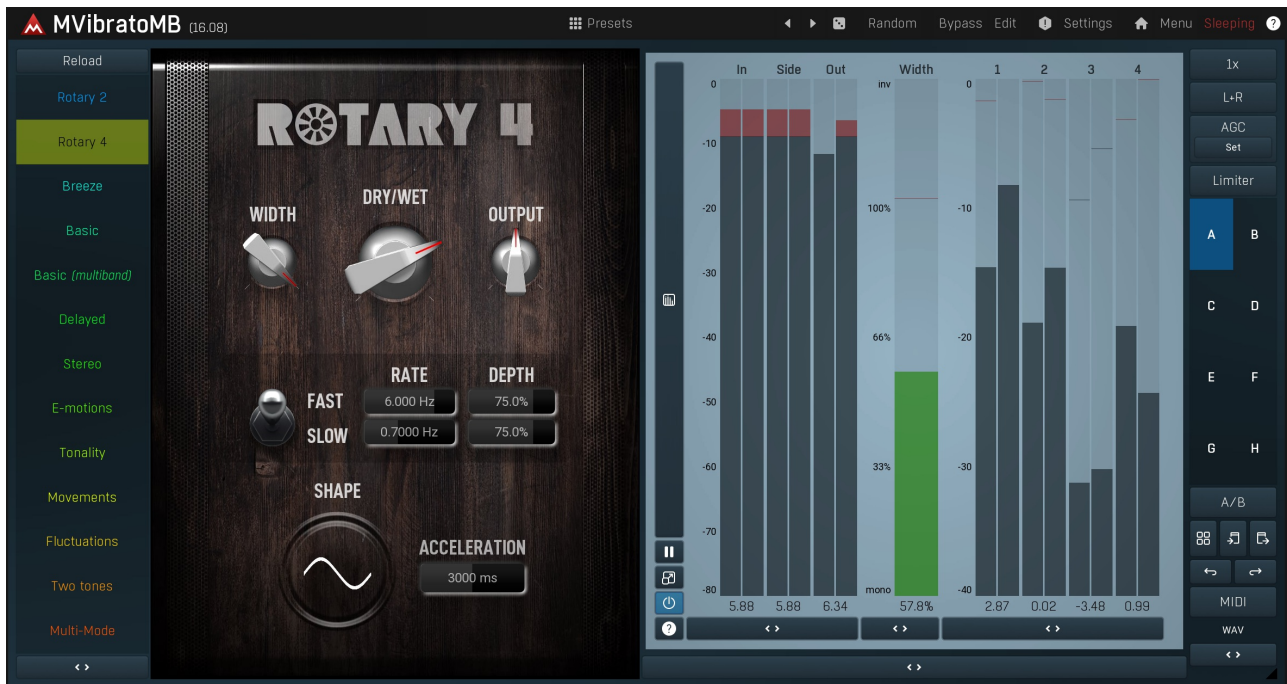 MVibratoMB (16.08)
Presets
Random
Bypass
Edit
Settings
Menu
Sleeping
?
Reload
Rotary 2
Rotary 4
Breeze
Basic
Basic (multiband)
Delayed
Stereo
E-motions
Tonality
Movements
Fluctuations
Two tones
Multi-Mode
ROTARY 4
WIDTH
DRY/WET
OUTPUT
RATE
DEPTH
FAST
6.000 Hz
75.0%
SLOW
0.7000 Hz
75.0%
SHAPE
ACCELERATION
3000 ms
In Side Out Width 1 2 3 4
0
-10
-20
-30
-40
-50
-60
-70
-80
inv
100%
66%
33%
mono
0
-10
-20
-30
-40
5.88 5.88 6.34 57.8% 2.87 0.02 -3.48 0.99
?
1x
L+R
AGC
Set
Limiter
A B
C D
E F
G H
A/B
MIDI
WAV